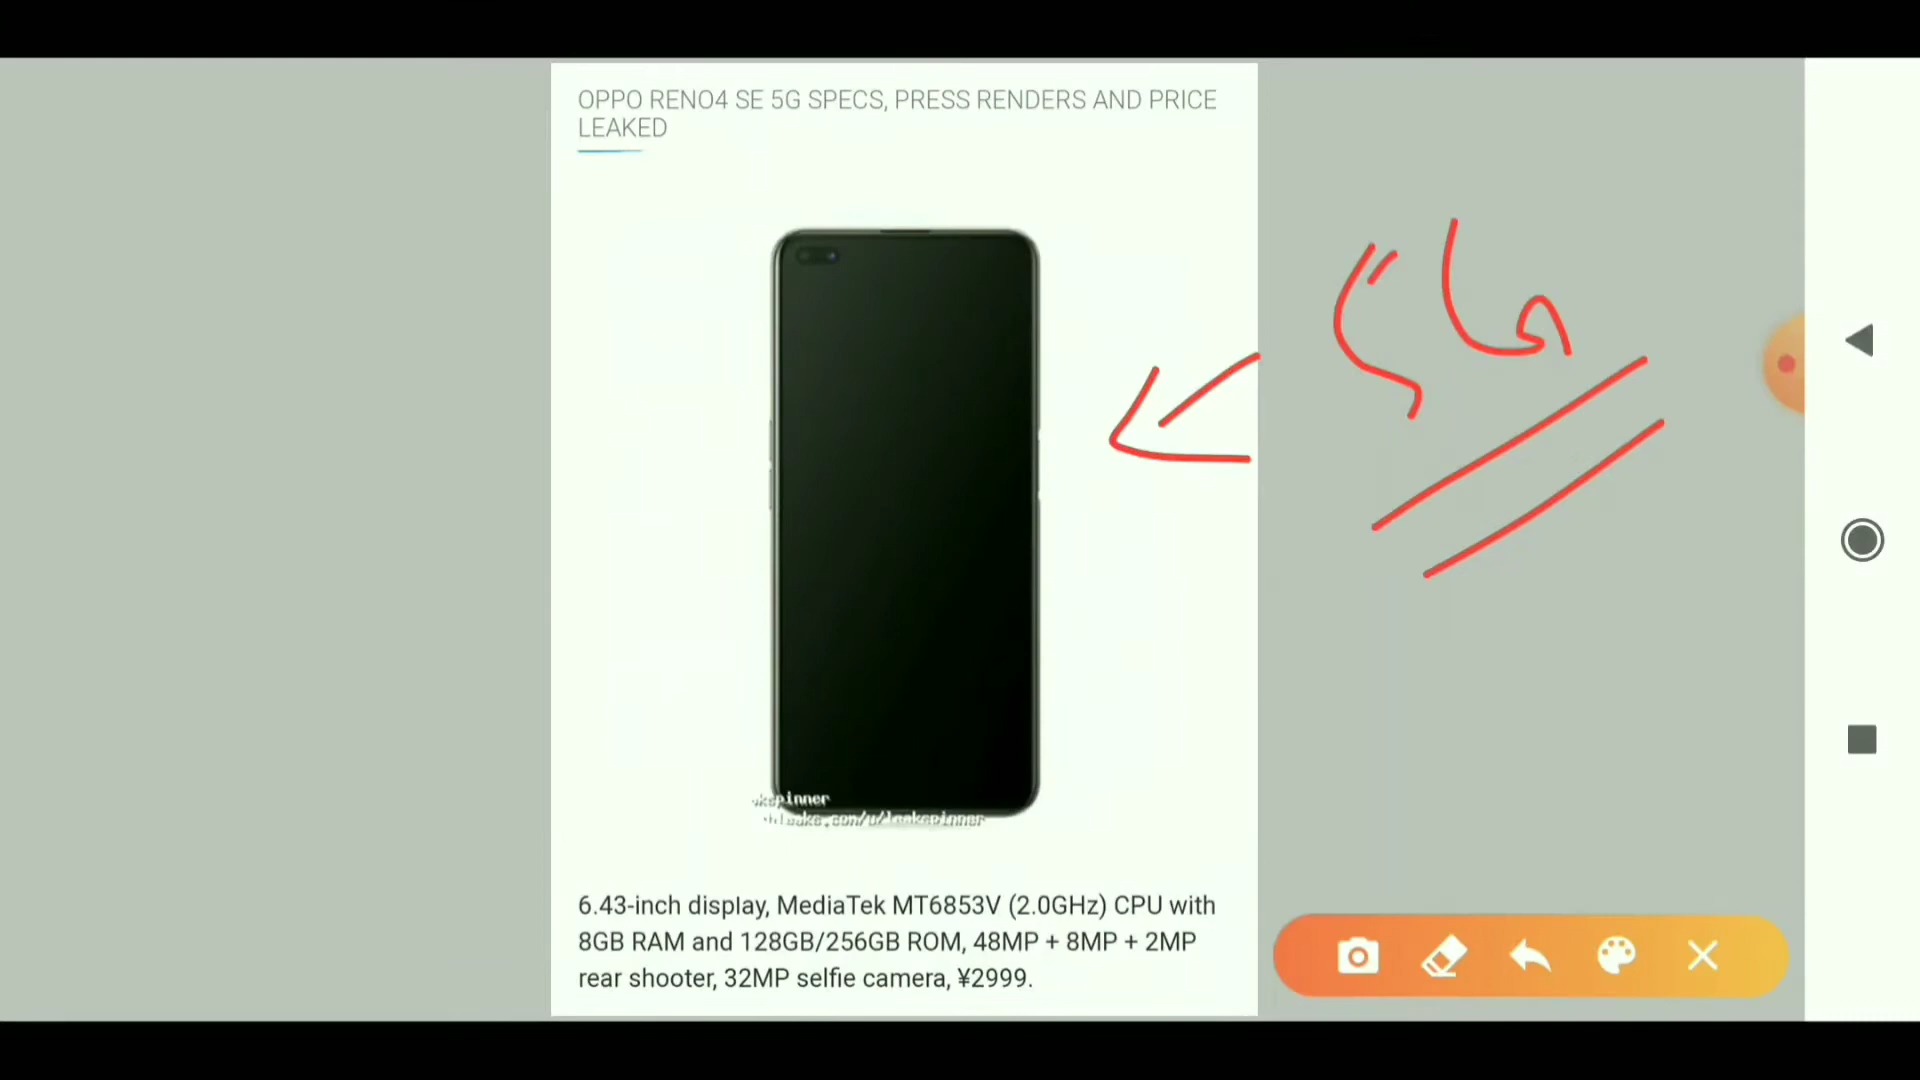 OPPO RENO4 SE 5G SPECS, PRESS RENDERS AND PRICE
LEAKED
6.43-inch display, MediaTek MT6853V (2.0GHz) CPU with
8GB RAM and 128GB/256GB ROM, 48MP + 8MP + 2MP
rear shooter, 32MP selfie camera, ¥2999.